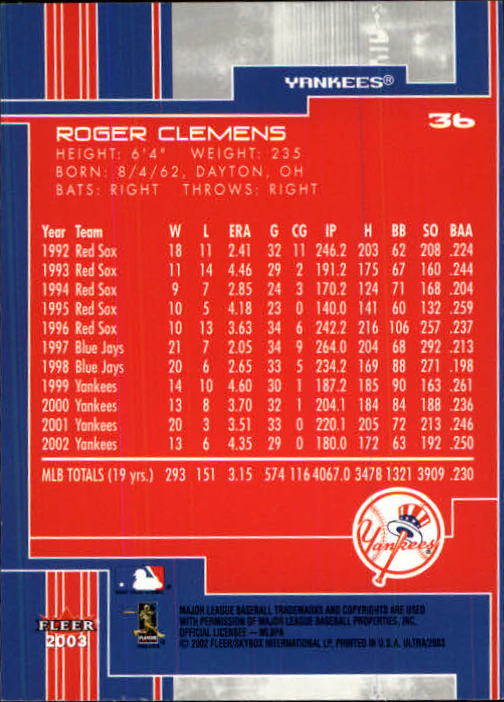 YANKEES®
36
ROGER CLEMENS
HEIGHT: 6'4" WEIGHT: 235
BORN: 8/4/62, DAYTON, OH
BATS: RIGHT THROWS: RIGHT
Year Team W L ERA G CG IP H BB SO BAA
1992 Red Sox 18 11 2.41 32 11 246.2 203 62 208 .224
1993 Red Sox 11 14 4.46 29 2 191.2 175 67 160 .244
1994 Red Sox 9 7 2.85 24 3 170.2 124 71 168 .204
1995 Red Sox 10 5 4.18 23 0 140.0 141 60 132 .259
1996 Red Sox 10 13 3.63 34 6 242.2 216 106 257 .237
1997 Blue Jays 21 7 2.05 34 9 264.0 204 68 292 .213
1998 Blue Jays 20 6 2.65 33 5 234.2 169 88 271 .198
1999 Yankees 14 10 4.60 30 1 187.2 185 90 163 .261
2000 Yankees 13 8 3.70 32 1 204.1 184 84 188 .236
2001 Yankees 20 3 3.51 33 0 220.1 205 72 213 .246
2002 Yankees 13 6 4.35 29 0 180.0 172 63 192 .250
MLB TOTALS (19 yrs.) 293 151 3.15 574 116 4067.0 3478 1321 3909 .230
Yankees
FLEER
2003
PLAYERS
MAJOR LEAGUE BASEBALL TRADEMARKS AND COPYRIGHTS ARE USED
WITH PERMISSION OF MAJOR LEAGUE BASEBALL PROPERTIES, INC.
OFFICIAL LICENSEE — MLBPA
© 2002 FLEER/SKYBOX INTERNATIONAL LP. PRINTED IN U.S.A. ULTRA/2003